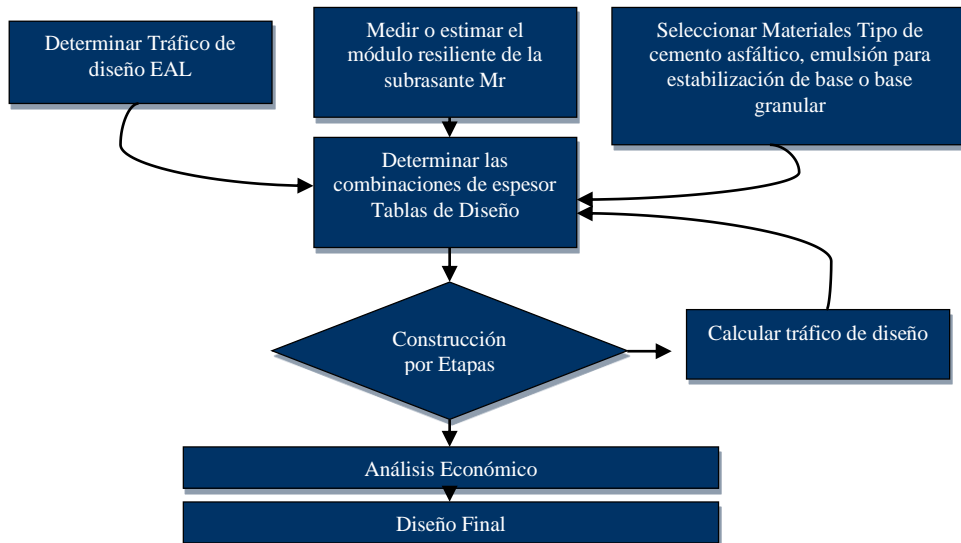 Determinar Tráfico de
diseño EAL
Medir o estimar el
módulo resiliente de la
subrasante Mr
Seleccionar Materiales Tipo de
cemento asfáltico, emulsión para
estabilización de base o base
granular
Determinar las
combinaciones de espesor
Tablas de Diseño
Construcción
por Etapas
Calcular tráfico de diseño
Análisis Económico
Diseño Final